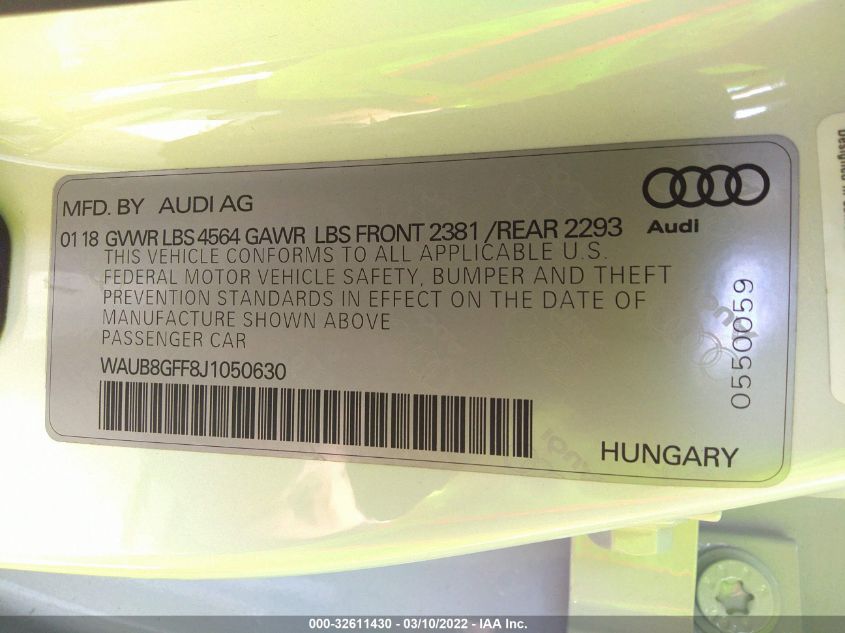 MFD. BY AUDI AG
Audi
01 18 GVWR LBS 4564 GAWR LBS FRONT 2381 /REAR 2293
THIS VEHICLE CONFORMS TO ALL APPLICABLE U.S.
FEDERAL MOTOR VEHICLE SAFETY, BUMPER AND THEFT
PREVENTION STANDARDS IN EFFECT ON THE DATE OF
MANUFACTURE SHOWN ABOVE
PASSENGER CAR
WAUB8GFF8J1050630
HUNGARY
0550059
Designed
000-32611430 - 03/10/2022 - IAA Inc.